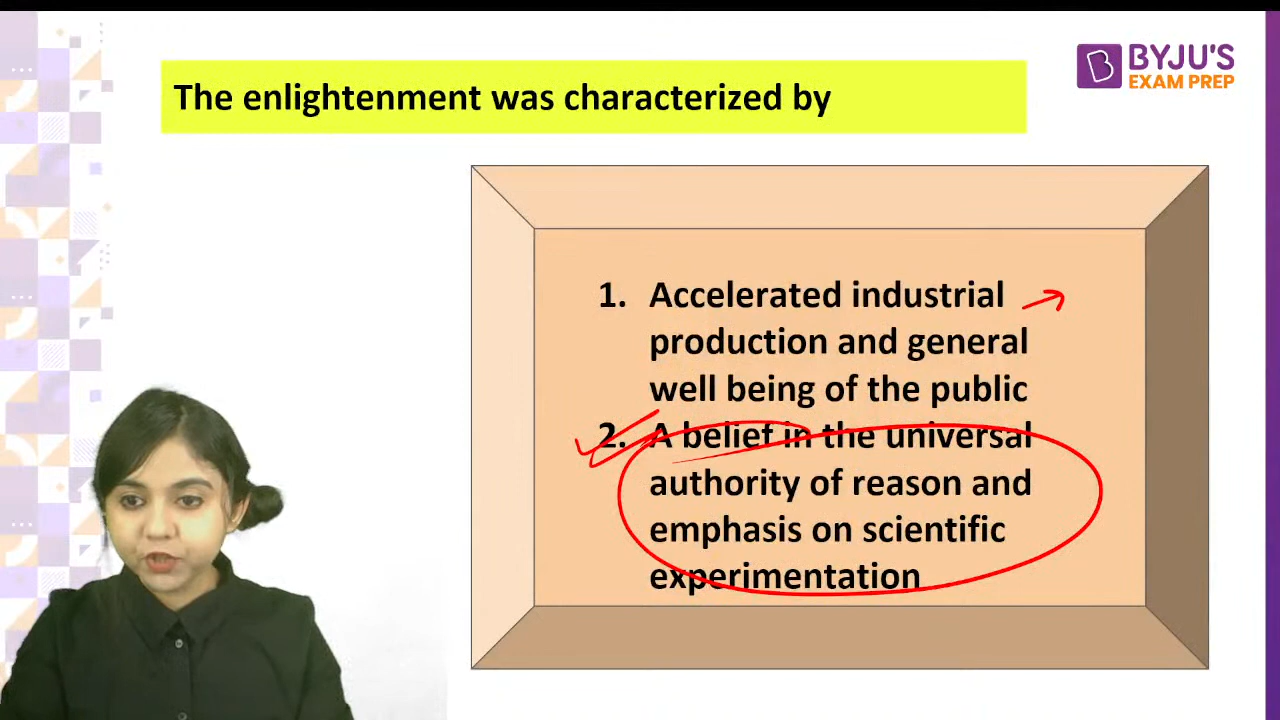 The enlightenment was characterized by
BYJU'S
EXAM PREP
1. Accelerated industrial
production and general
well being of the public
2. A belief in the universal
authority of reason and
emphasis on scientific
experimentation